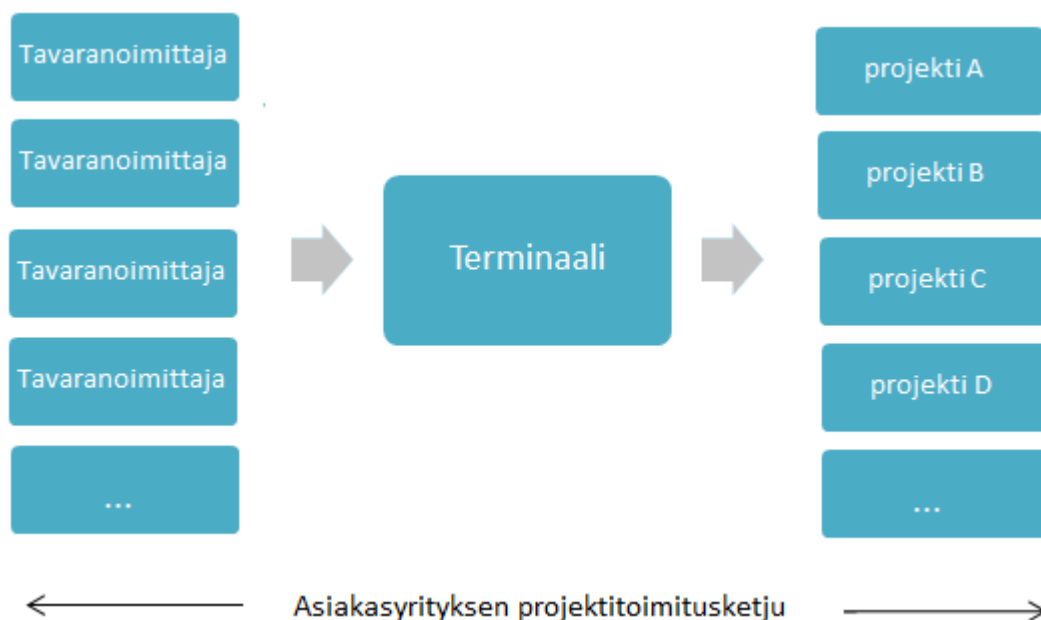 Tavaranoimittaja
Tavaranoimittaja
Tavaranoimittaja
Tavaranoimittaja
...
Terminaali
projekti A
projekti B
projekti C
projekti D
...
Asiakasyrityksen projektitoimitusketju